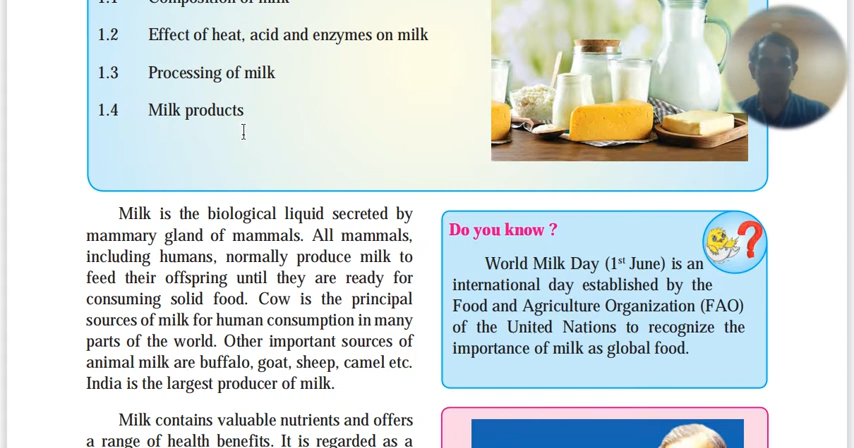 1.2 Effect of heat, acid and enzymes on milk
1.3 Processing of milk
1.4 Milk products
Milk is the biological liquid secreted by
mammary gland of mammals. All mammals,
including humans, normally produce milk to
feed their offspring until they are ready for
consuming solid food. Cow is the principal
sources of milk for human consumption in many
parts of the world. Other important sources of
animal milk are buffalo, goat, sheep, camel etc.
India is the largest producer of milk.
Milk contains valuable nutrients and offers
a range of health benefits. It is regarded as a
Do you know ?
World Milk Day (1st June) is an
international day established by the
Food and Agriculture Organization (FAO)
of the United Nations to recognize the
importance of milk as global food.